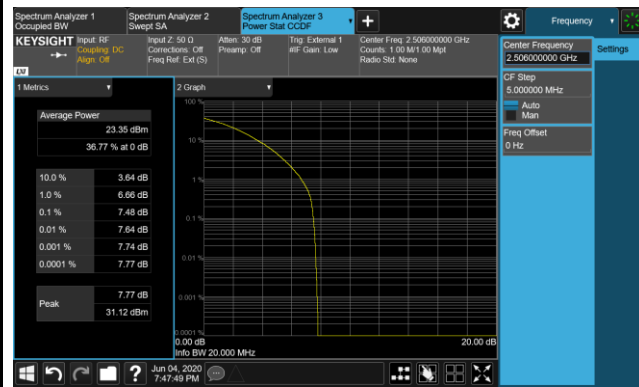 Spectrum Analyzer 1
Occupied BW
Spectrum Analyzer 2
Swept SA
Spectrum Analyzer 3
Power Stat CCDF
Frequency
KEYSIGHT
Input: RF
Coupling: DC
Align: Off
Input Z: 50 Ω
Corrections: Off
Freq Ref: Ext (S)
Atten: 30 dB
Preamp: Off
Trig: External 1
#IF Gain: Low
Center Freq: 2.506000000 GHz
Counts: 1.00 M/1.00 Mpt
Radio Std: None
LXI
Center Frequency
2.506000000 GHz
Settings
CF Step
5.000000 MHz
Auto
Man
Freq Offset
0 Hz
1 Metrics
Average Power
23.35 dBm
36.77 % at 0 dB
10.0 % 3.64 dB
1.0 % 6.66 dB
0.1 % 7.48 dB
0.01 % 7.64 dB
0.001 % 7.74 dB
0.0001 % 7.77 dB
Peak
7.77 dB
31.12 dBm
2 Graph
100 %
10 %
1 %
0.1 %
0.01 %
0.001 %
0.0001 %
0.00 dB
20.00 dB
Info BW 20.000 MHz
?
Jun 04, 2020
7:47:49 PM